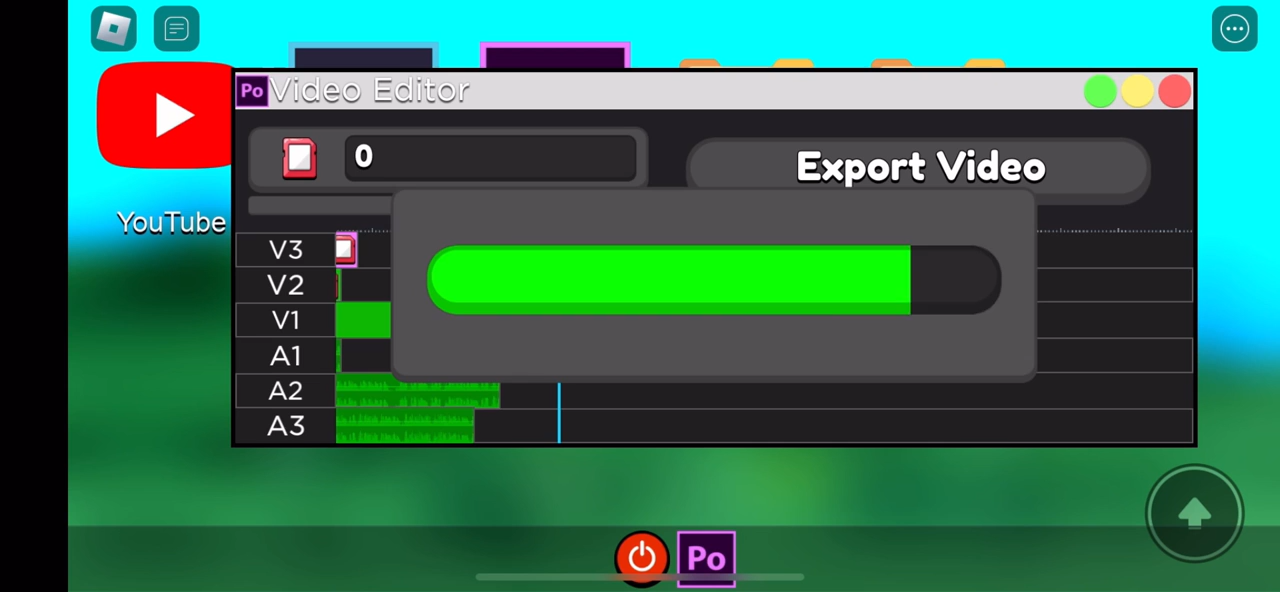 Po Video Editor
0
Export Video
YouTube
V3
V2
V1
A1
A2
A3
Po